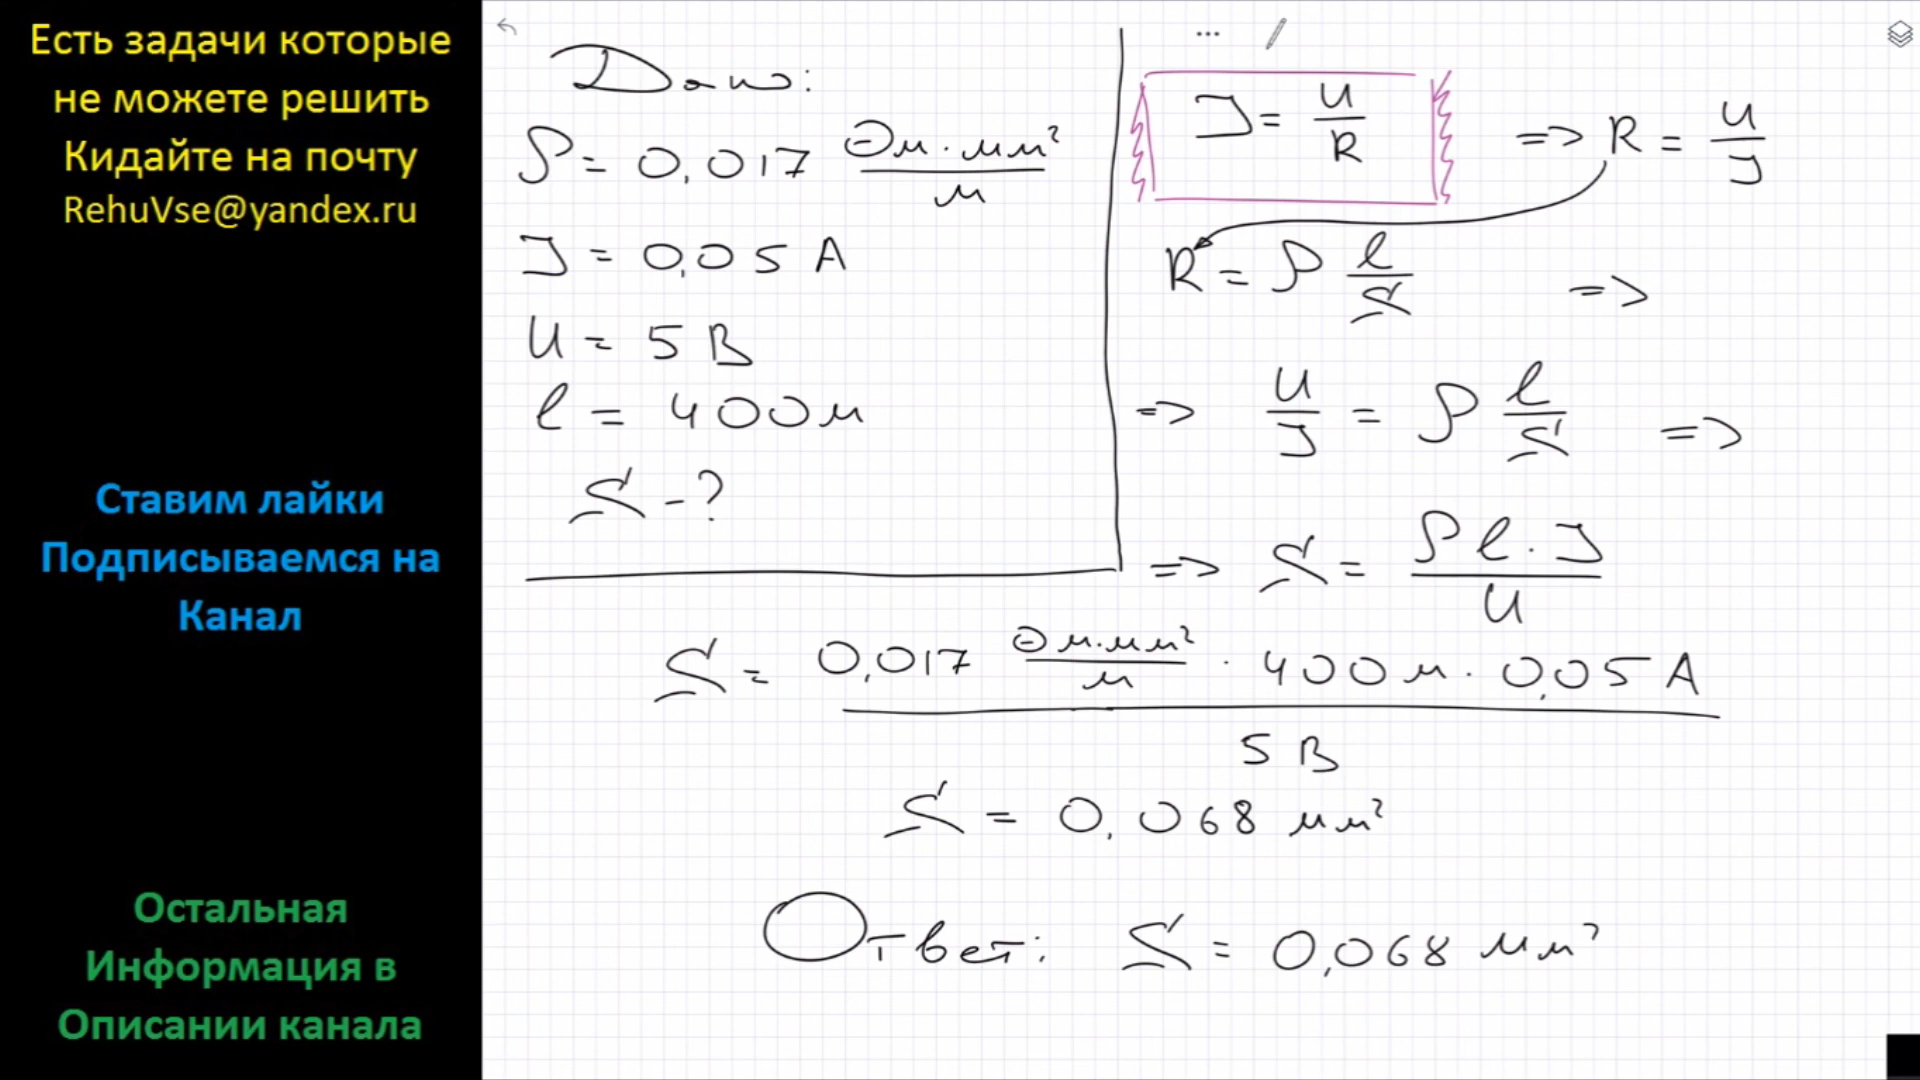 Есть задачи которые
не можете решить
Кидайте на почту
RehuVse@yandex.ru
Ставим лайки
Подписываемся на
Канал
Остальная
Информация в
Описании канала
Дано:
ρ = 0,017 Ом·мм²/м
I = 0,05 А
U = 5 В
l = 400 м
S - ?
I = U/R => R = U/I
R = ρ l/S =>
=> U/I = ρ l/S =>
=> S = ρl·I/U
S = 0,017 Ом·мм²/м · 400 м · 0,05 А / 5 В
S = 0,068 мм²
Ответ: S = 0,068 мм²